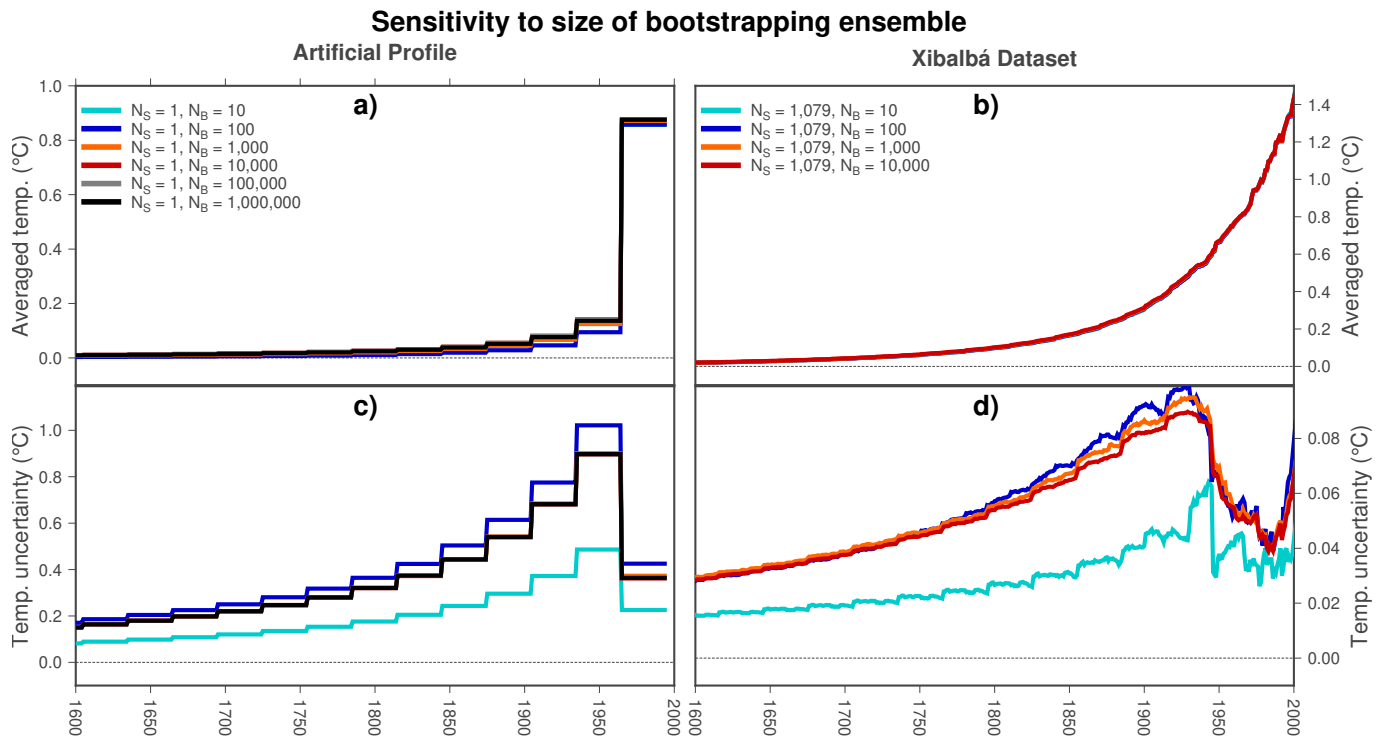 Sensitivity to size of bootstrapping ensemble
Artificial Profile
Xibalbá Dataset
a)
N_S = 1, N_B = 10
N_S = 1, N_B = 100
N_S = 1, N_B = 1,000
N_S = 1, N_B = 10,000
N_S = 1, N_B = 100,000
N_S = 1, N_B = 1,000,000
Averaged temp. (°C)
1.0
0.8
0.6
0.4
0.2
0.0
b)
N_S = 1,079, N_B = 10
N_S = 1,079, N_B = 100
N_S = 1,079, N_B = 1,000
N_S = 1,079, N_B = 10,000
1.4
1.2
1.0
0.8
0.6
0.4
0.2
0.0
Averaged temp. (°C)
c)
Temp. uncertainty (°C)
1.0
0.8
0.6
0.4
0.2
0.0
1600
1650
1700
1750
1800
1850
1900
1950
2000
d)
0.08
0.06
0.04
0.02
0.00
Temp. uncertainty (°C)
1600
1650
1700
1750
1800
1850
1900
1950
2000